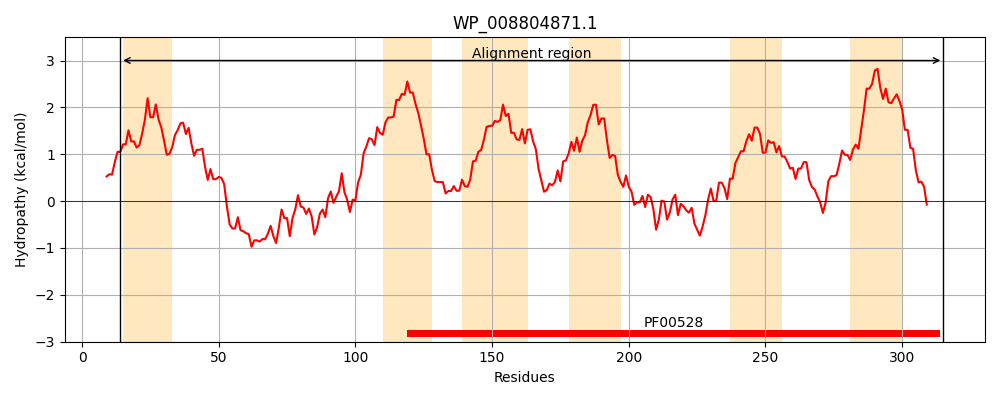 WP_008804871.1
Alignment region
PF00528
Hydropathy (kcal/mol)
3
2
1
0
−1
−2
−3
0 50 100 150 200 250 300
Residues